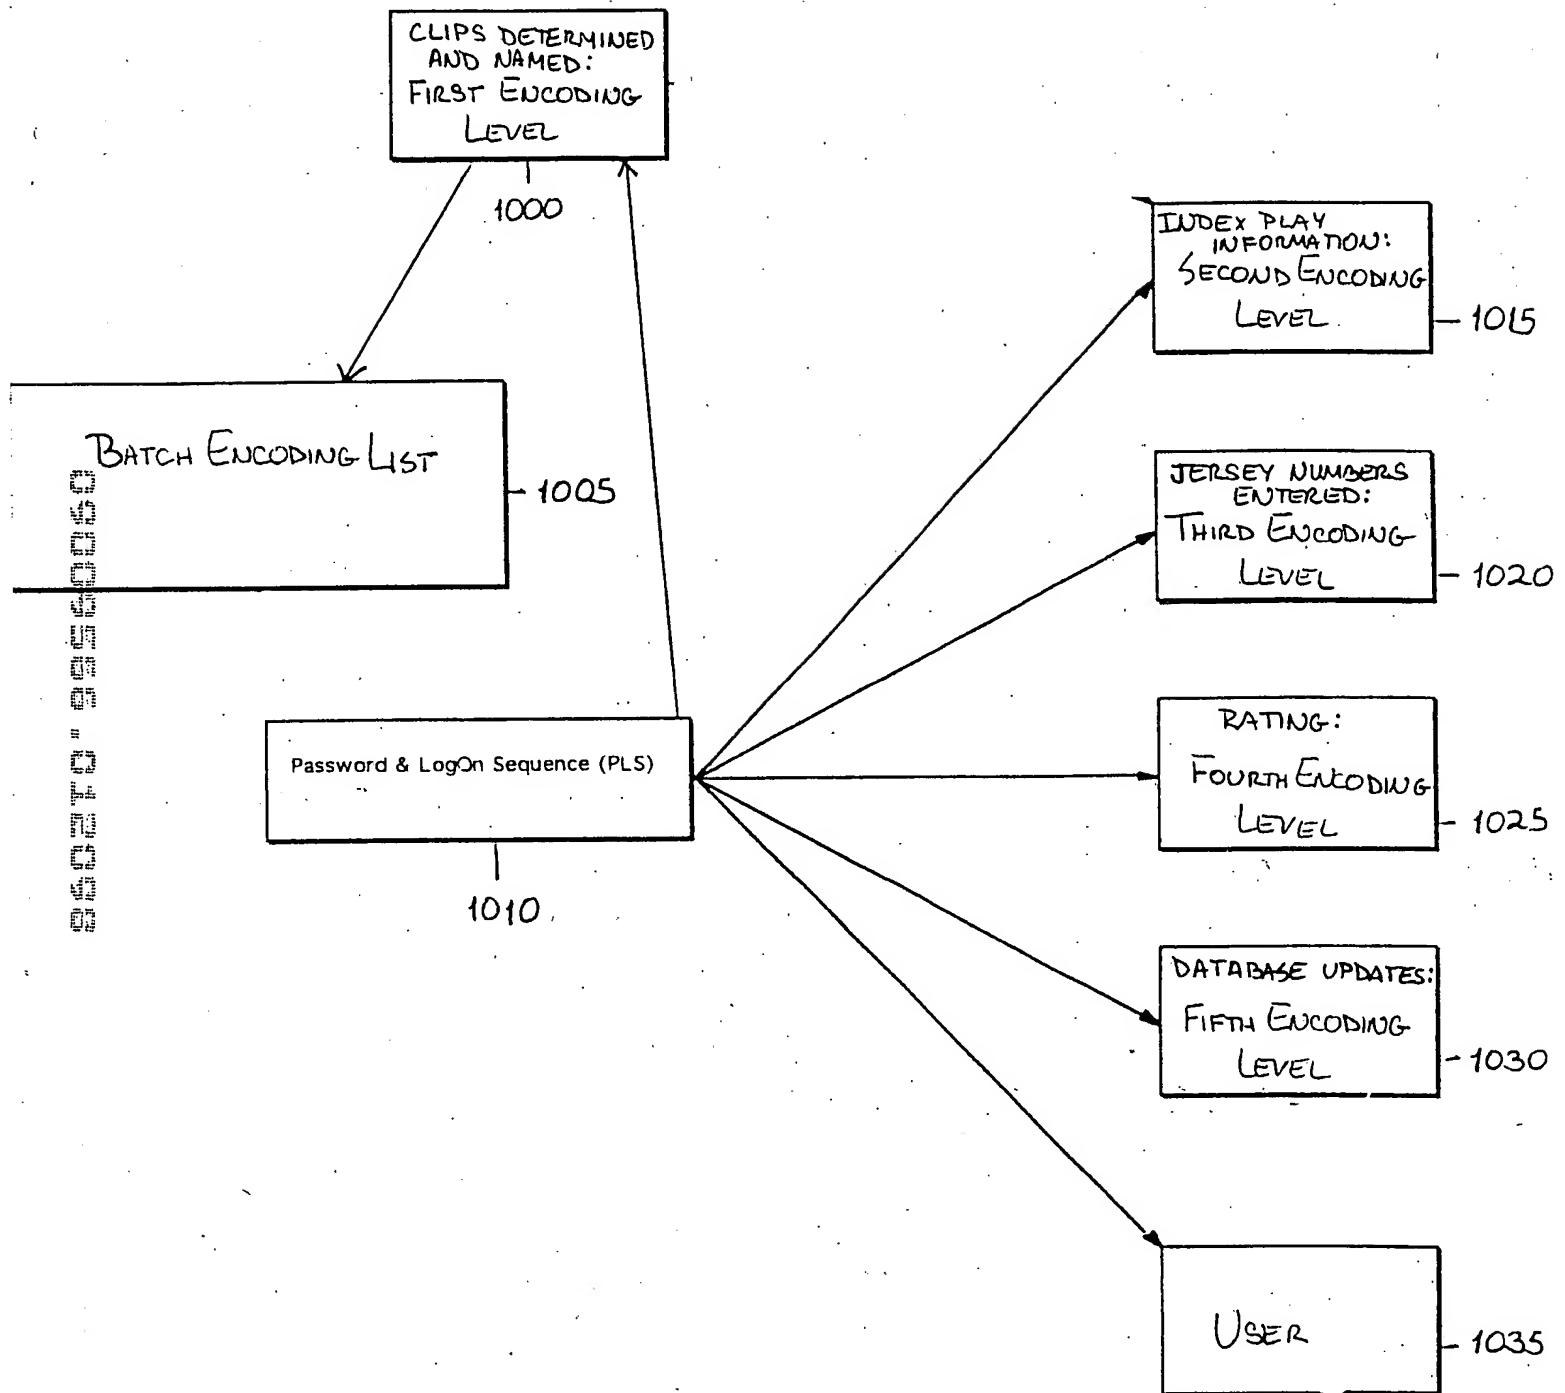 CLIPS DETERMINED
AND NAMED:
FIRST ENCODING
LEVEL
1000
INDEX PLAY
INFORMATION:
SECOND ENCODING
LEVEL
1015
BATCH ENCODING LIST
1005
JERSEY NUMBERS
ENTERED:
THIRD ENCODING
LEVEL
1020
Password & LogOn Sequence (PLS)
1010
RATING:
FOURTH ENCODING
LEVEL
1025
DATABASE UPDATES:
FIFTH ENCODING
LEVEL
1030
USER
1035